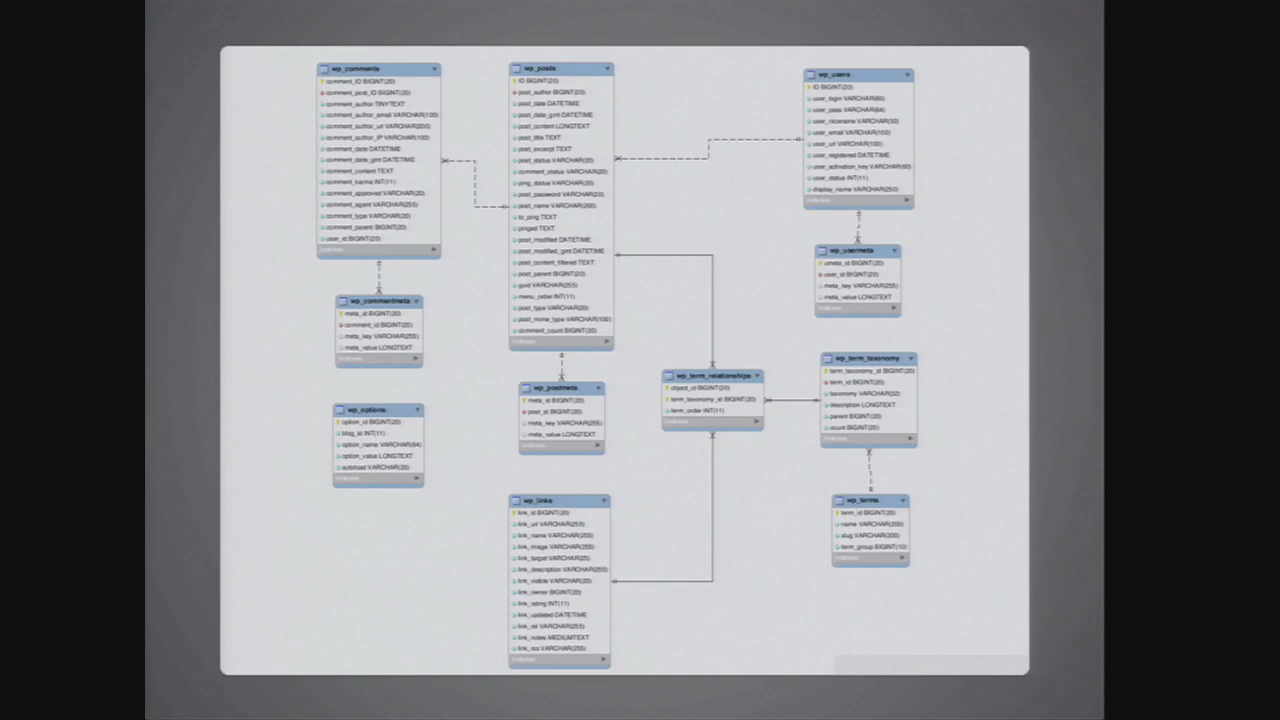 wp_comments
comment_ID BIGINT(20)
comment_post_ID BIGINT(20)
comment_author TINYTEXT
comment_author_email VARCHAR(100)
comment_author_url VARCHAR(200)
comment_author_IP VARCHAR(100)
comment_date DATETIME
comment_date_gmt DATETIME
comment_content TEXT
comment_karma INT(11)
comment_approved VARCHAR(20)
comment_agent VARCHAR(255)
comment_type VARCHAR(20)
comment_parent BIGINT(20)
user_id BIGINT(20)
Indexes
wp_commentmeta
meta_id BIGINT(20)
comment_id BIGINT(20)
meta_key VARCHAR(255)
meta_value LONGTEXT
Indexes
wp_options
option_id BIGINT(20)
blog_id INT(11)
option_name VARCHAR(64)
option_value LONGTEXT
autoload VARCHAR(20)
Indexes
wp_posts
ID BIGINT(20)
post_author BIGINT(20)
post_date DATETIME
post_date_gmt DATETIME
post_content LONGTEXT
post_title TEXT
post_excerpt TEXT
post_status VARCHAR(20)
comment_status VARCHAR(20)
ping_status VARCHAR(20)
post_password VARCHAR(20)
post_name VARCHAR(200)
to_ping TEXT
pinged TEXT
post_modified DATETIME
post_modified_gmt DATETIME
post_content_filtered TEXT
post_parent BIGINT(20)
guid VARCHAR(255)
menu_order INT(11)
post_type VARCHAR(20)
post_mime_type VARCHAR(100)
comment_count BIGINT(20)
Indexes
wp_postmeta
meta_id BIGINT(20)
post_id BIGINT(20)
meta_key VARCHAR(255)
meta_value LONGTEXT
Indexes
wp_links
link_id BIGINT(20)
link_url VARCHAR(255)
link_name VARCHAR(255)
link_image VARCHAR(255)
link_target VARCHAR(25)
link_description VARCHAR(255)
link_visible VARCHAR(20)
link_owner BIGINT(20)
link_rating INT(11)
link_updated DATETIME
link_rel VARCHAR(255)
link_notes MEDIUMTEXT
link_rss VARCHAR(255)
Indexes
wp_term_relationships
object_id BIGINT(20)
term_taxonomy_id BIGINT(20)
term_order INT(11)
Indexes
wp_users
ID BIGINT(20)
user_login VARCHAR(60)
user_pass VARCHAR(64)
user_nicename VARCHAR(50)
user_email VARCHAR(100)
user_url VARCHAR(100)
user_registered DATETIME
user_activation_key VARCHAR(60)
user_status INT(11)
display_name VARCHAR(250)
Indexes
wp_usermeta
umeta_id BIGINT(20)
user_id BIGINT(20)
meta_key VARCHAR(255)
meta_value LONGTEXT
Indexes
wp_term_taxonomy
term_taxonomy_id BIGINT(20)
term_id BIGINT(20)
taxonomy VARCHAR(32)
description LONGTEXT
parent BIGINT(20)
count BIGINT(20)
Indexes
wp_terms
term_id BIGINT(20)
name VARCHAR(200)
slug VARCHAR(200)
term_group BIGINT(10)
Indexes